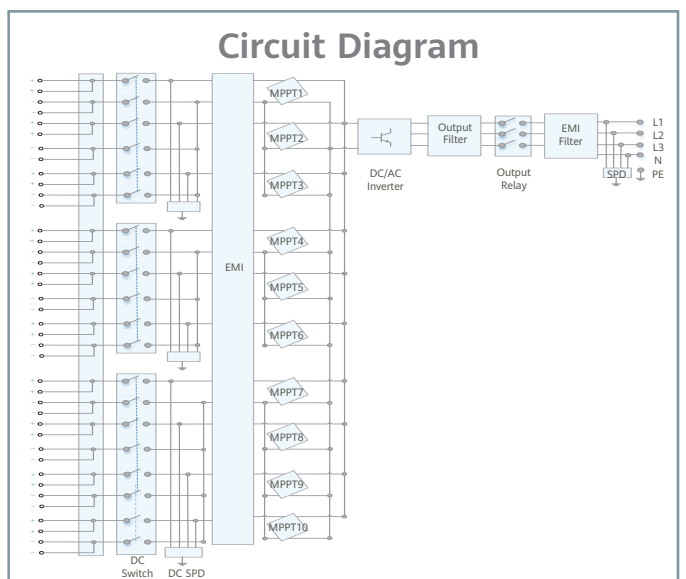 Circuit Diagram
MPPT1
MPPT2
MPPT3
MPPT4
MPPT5
MPPT6
MPPT7
MPPT8
MPPT9
MPPT10
EMI
DC
Switch
DC SPD
DC/AC
Inverter
Output
Filter
Output
Relay
EMI
Filter
SPD
L1
L2
L3
N
PE